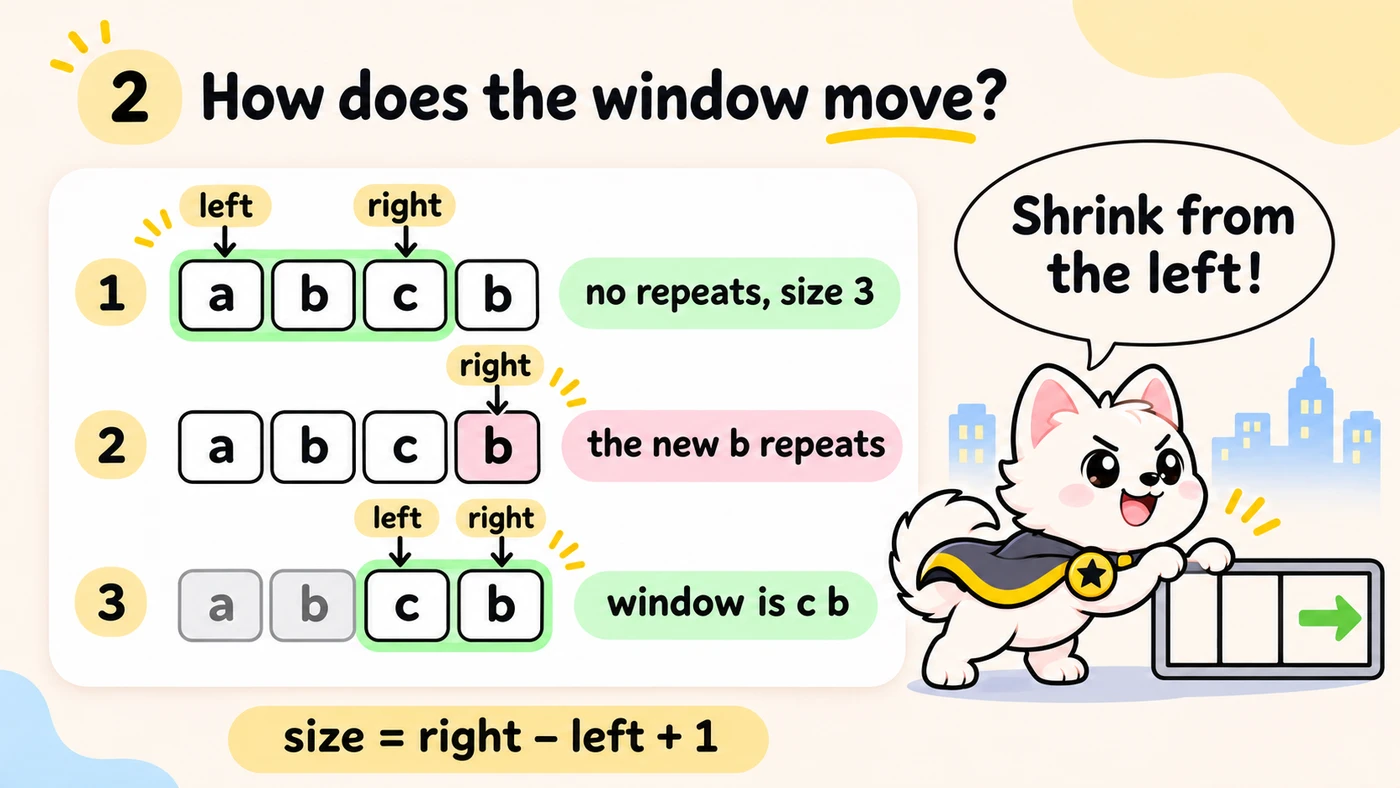 2 How does the window move?
left right
1 a b c b no repeats, size 3
right
2 a b c b the new b repeats
left right
3 a b c b window is c b
size = right – left + 1
Shrink from
the left!